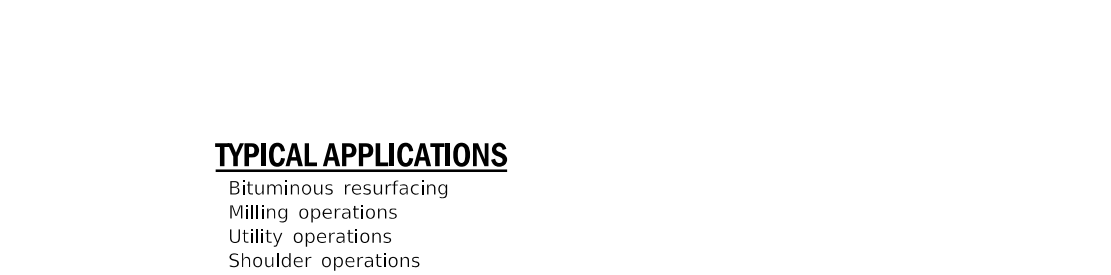 TYPICAL APPLICATIONS
Bituminous resurfacing
Milling operations
Utility operations
Shoulder operations